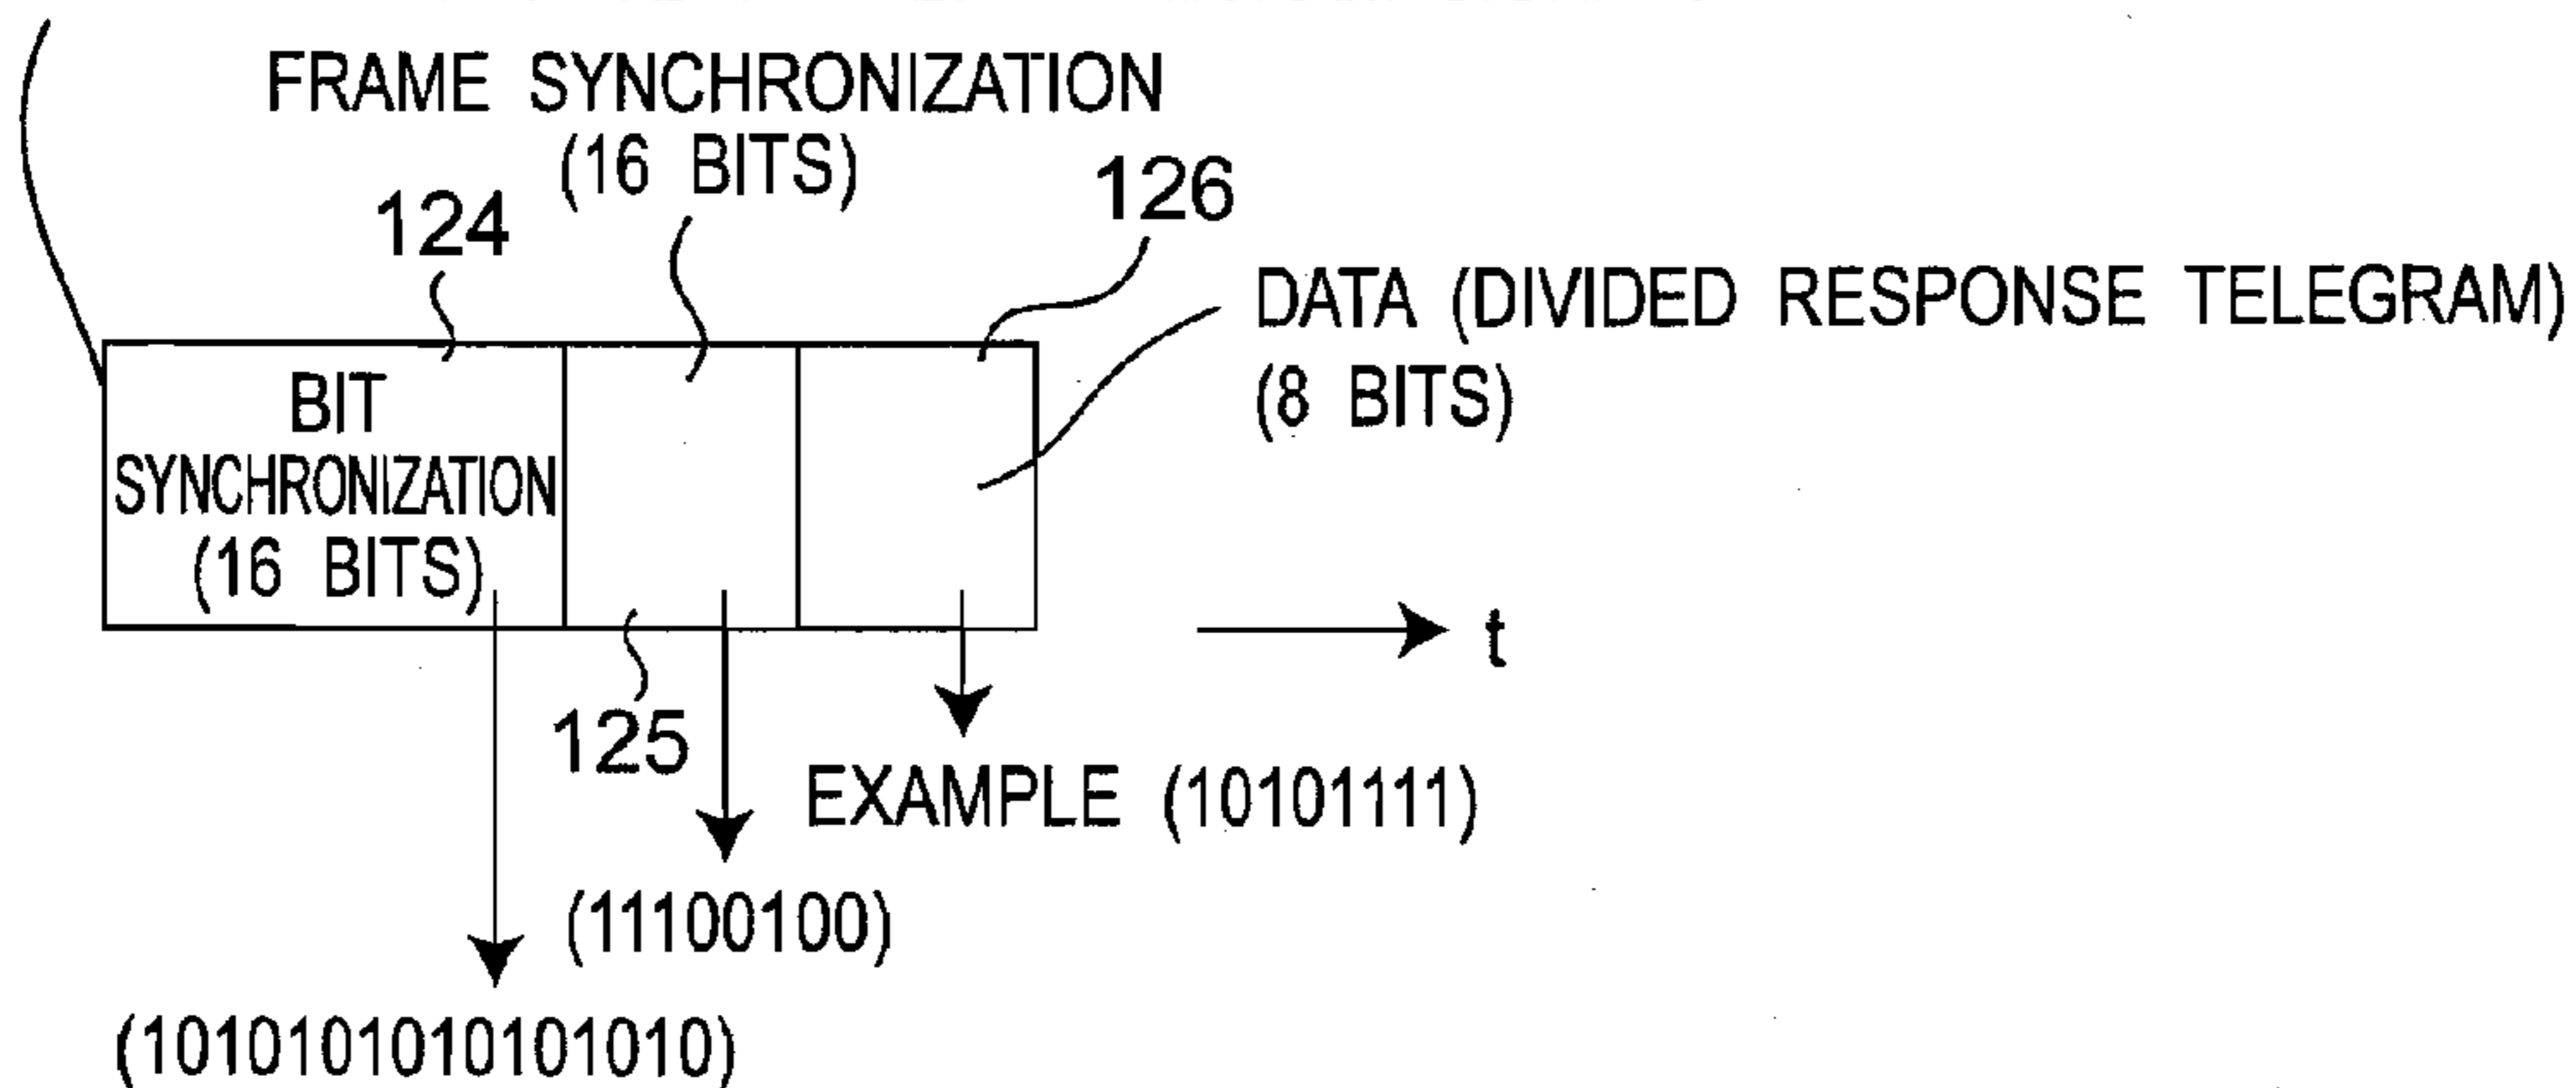 FRAME SYNCHRONIZATION
(16 BITS)
124
126
DATA (DIVIDED RESPONSE TELEGRAM)
(8 BITS)
BIT
SYNCHRONIZATION
(16 BITS)
t
125
EXAMPLE (10101111)
(11100100)
(1010101010101010)